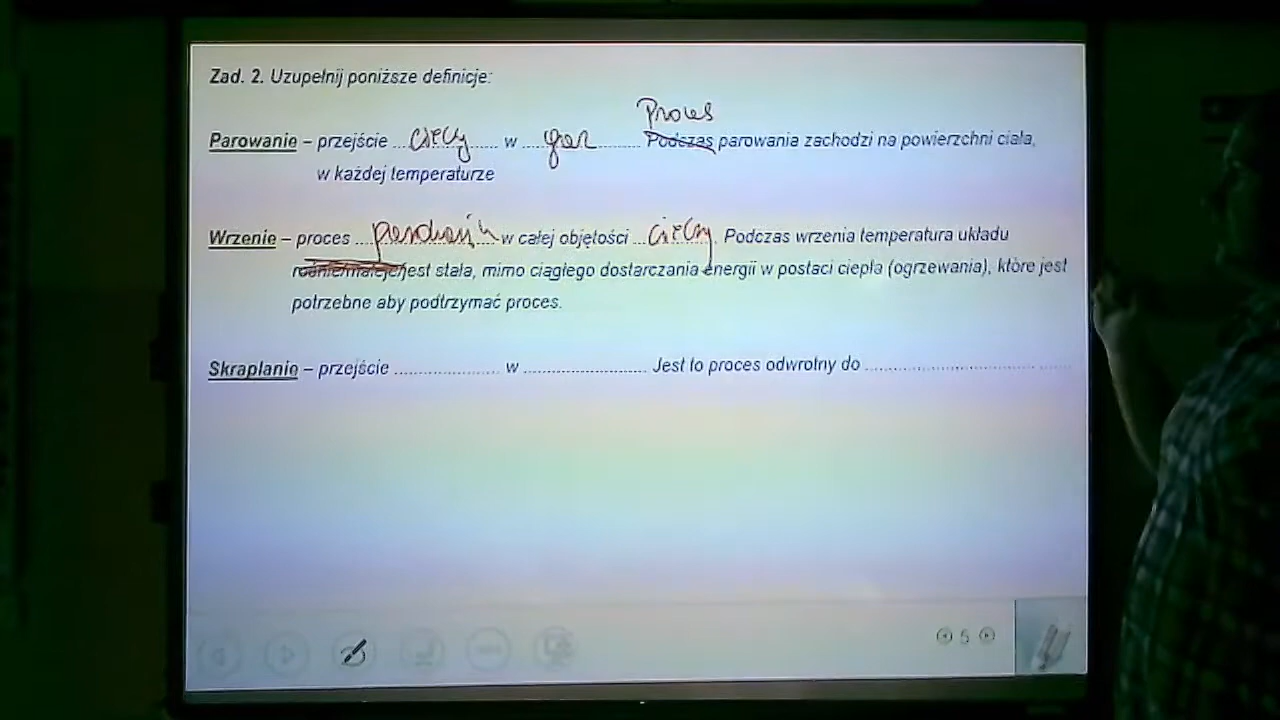 Zad. 2. Uzupełnij poniższe definicje:
Proces
Parowanie – przejście ...cieczy...... w ....gaz.......... Podczas parowania zachodzi na powierzchni ciała,
w każdej temperaturze
Wrzenie – proces ................ w całej objętości ...cieczy. Podczas wrzenia temperatura układu
rośnie/maleje/jest stała, mimo ciągłego dostarczania energii w postaci ciepła (ogrzewania), które jest
potrzebne aby podtrzymać proces.
Skraplanie – przejście ...................... w ......................... Jest to proces odwrotny do ........................................
5